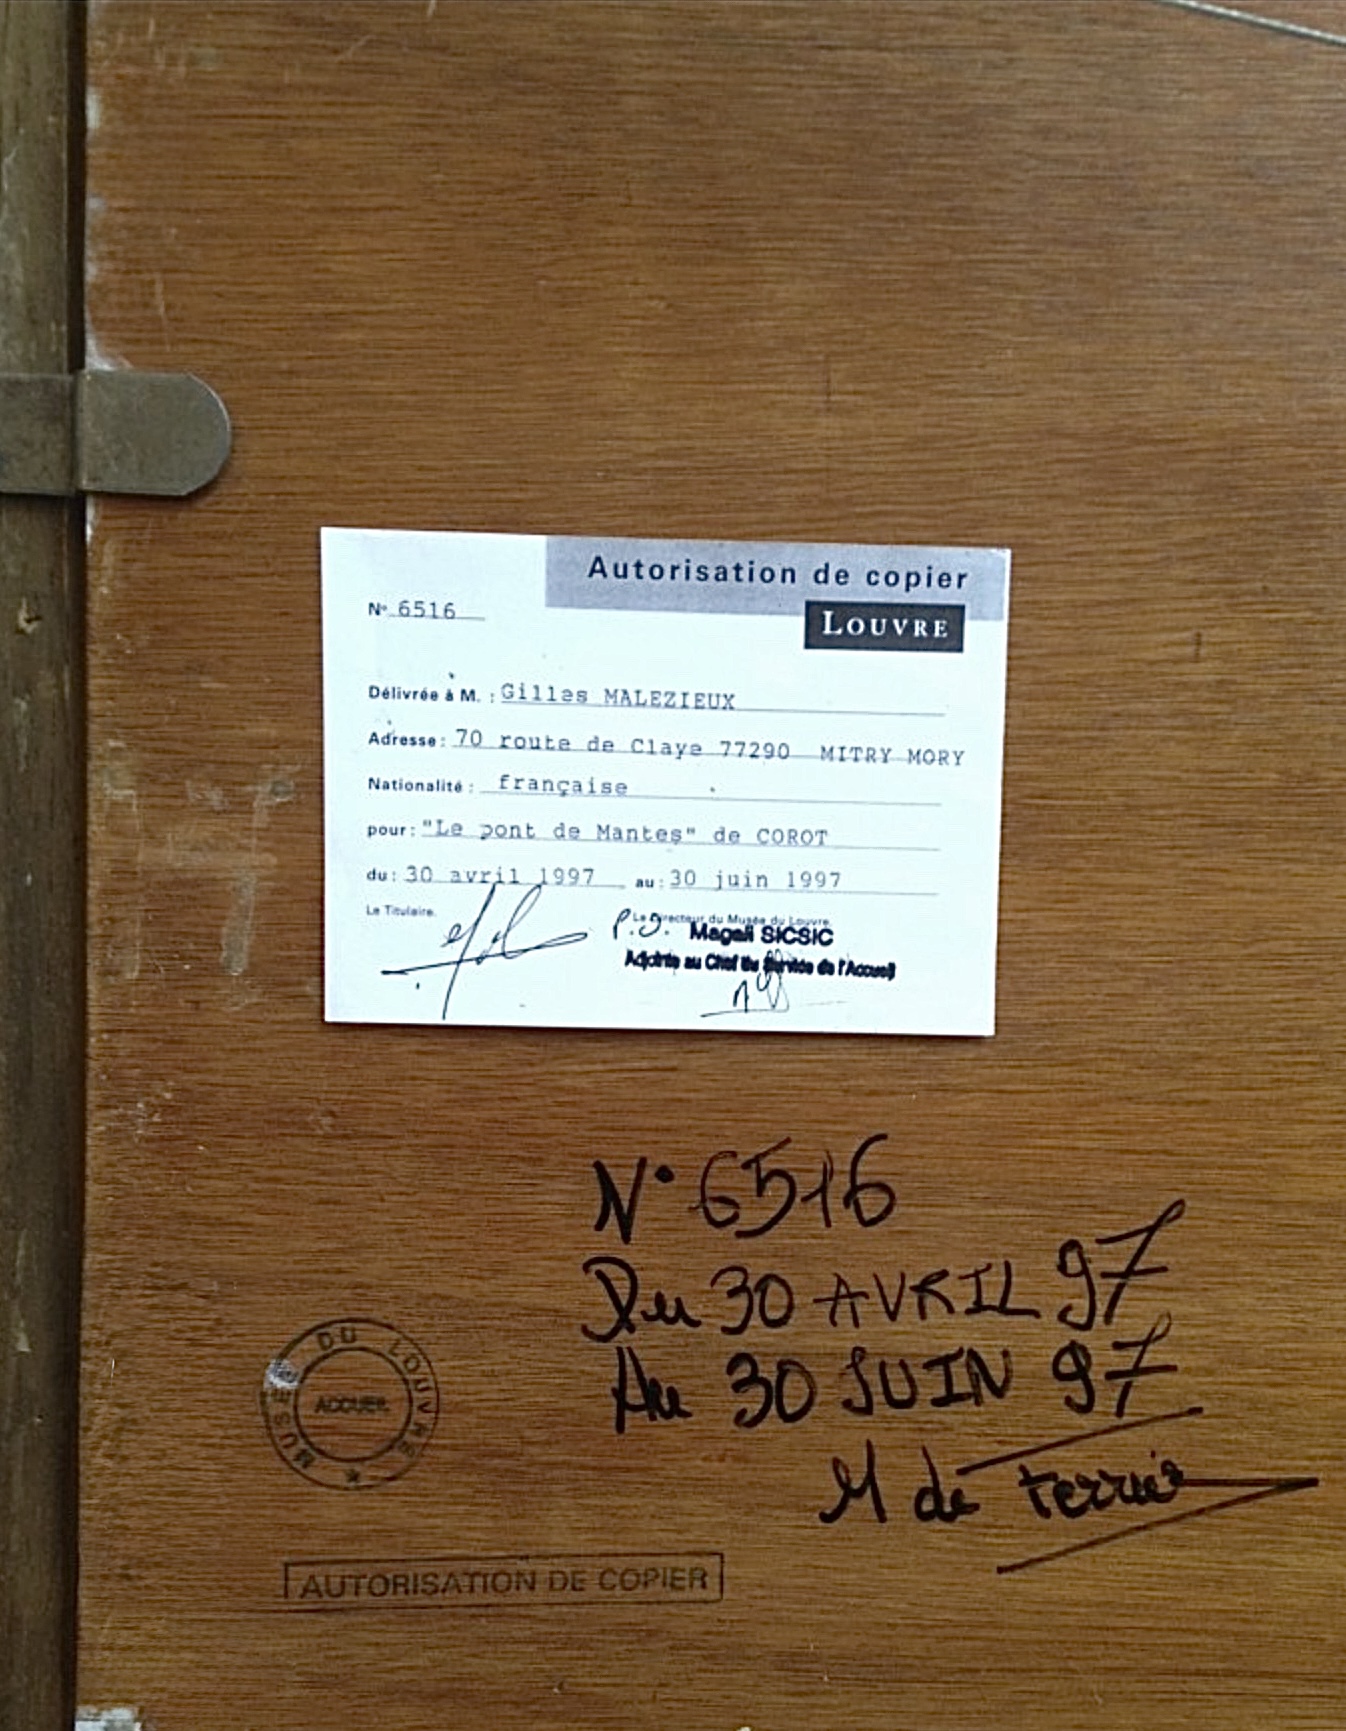 Autorisation de copier
LOUVRE
N° 6516
Délivrée à M. : Gilles MALEZIEUX
Adresse : 70 route de Claye 77290 MITRY MORY
Nationalité : française
pour : "Le pont de Mantes" de COROT
du : 30 avril 1997 au : 30 juin 1997
Le Titulaire. Le Directeur du Musée du Louvre.
Magali SICSIC
Adjointe au Chef du Service de l'Accueil
N° 6516
Du 30 AVRIL 97
Au 30 JUIN 97
M de
MUSEE DU LOUVRE
ACCUEIL
AUTORISATION DE COPIER